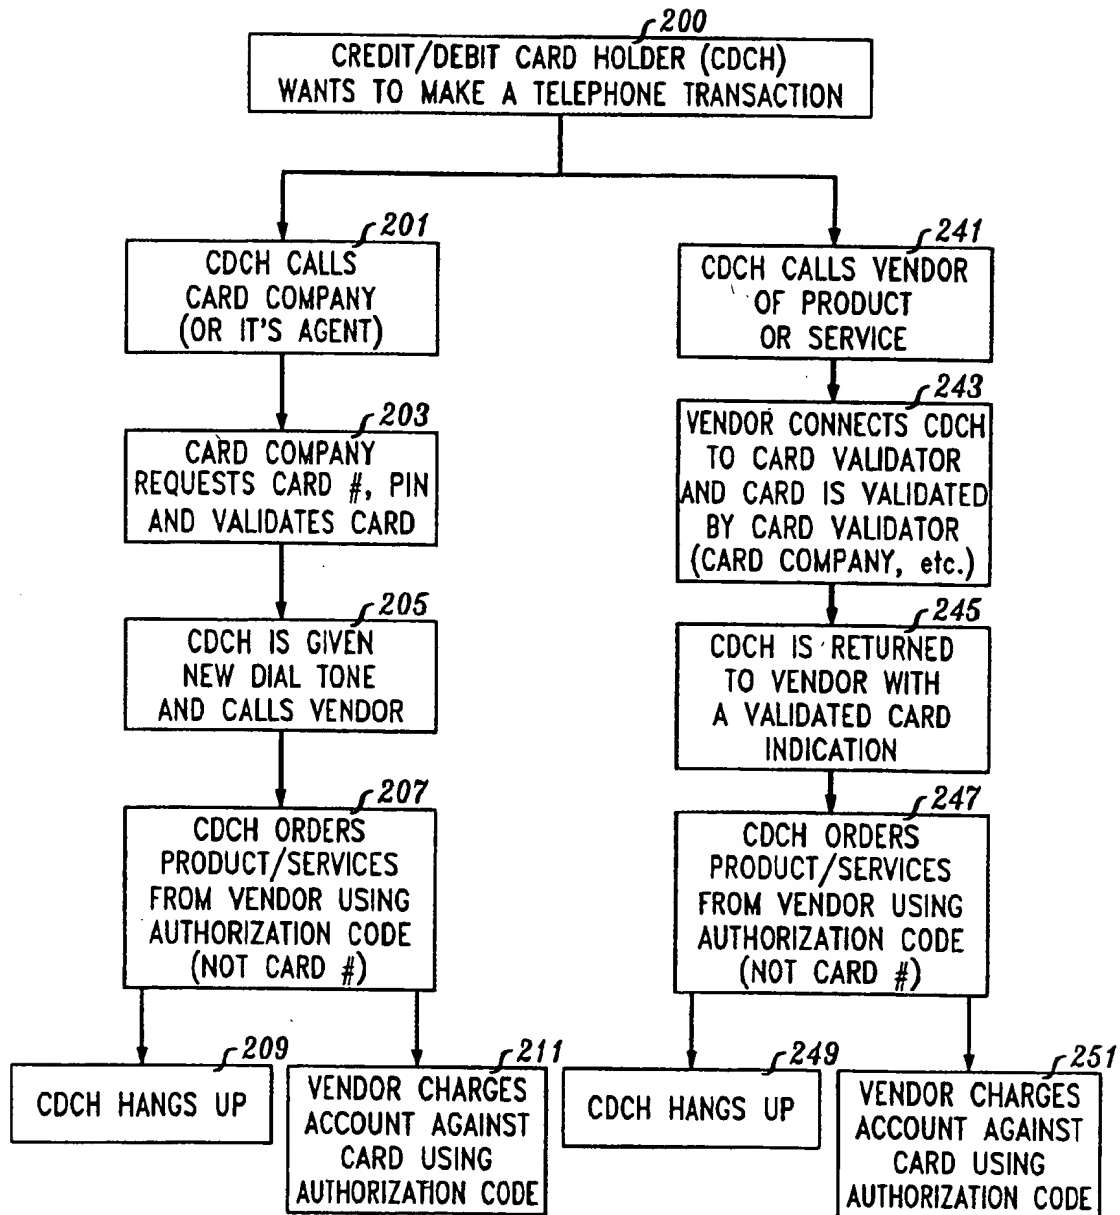 200
CREDIT/DEBIT CARD HOLDER (CDCH)
WANTS TO MAKE A TELEPHONE TRANSACTION
201
CDCH CALLS
CARD COMPANY
(OR IT'S AGENT)
203
CARD COMPANY
REQUESTS CARD #, PIN
AND VALIDATES CARD
205
CDCH IS GIVEN
NEW DIAL TONE
AND CALLS VENDOR
207
CDCH ORDERS
PRODUCT/SERVICES
FROM VENDOR USING
AUTHORIZATION CODE
(NOT CARD #)
209
CDCH HANGS UP
211
VENDOR CHARGES
ACCOUNT AGAINST
CARD USING
AUTHORIZATION CODE
241
CDCH CALLS VENDOR
OF PRODUCT
OR SERVICE
243
VENDOR CONNECTS CDCH
TO CARD VALIDATOR
AND CARD IS VALIDATED
BY CARD VALIDATOR
(CARD COMPANY, etc.)
245
CDCH IS RETURNED
TO VENDOR WITH
A VALIDATED CARD
INDICATION
247
CDCH ORDERS
PRODUCT/SERVICES
FROM VENDOR USING
AUTHORIZATION CODE
(NOT CARD #)
249
CDCH HANGS UP
251
VENDOR CHARGES
ACCOUNT AGAINST
CARD USING
AUTHORIZATION CODE